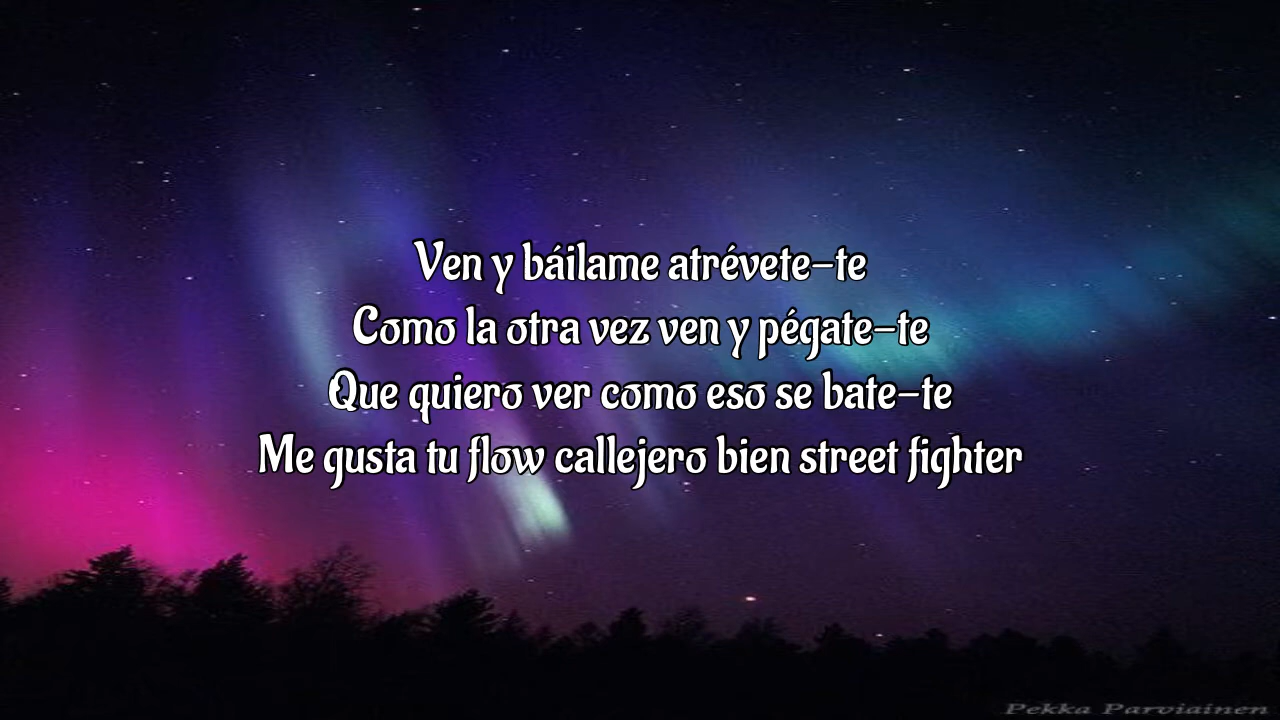 Ven y báilame atrévete-te
Como la otra vez ven y pégate-te
Que quiero ver como eso se bate-te
Me gusta tu flow callejero bien street fighter
Pekka Parviainen